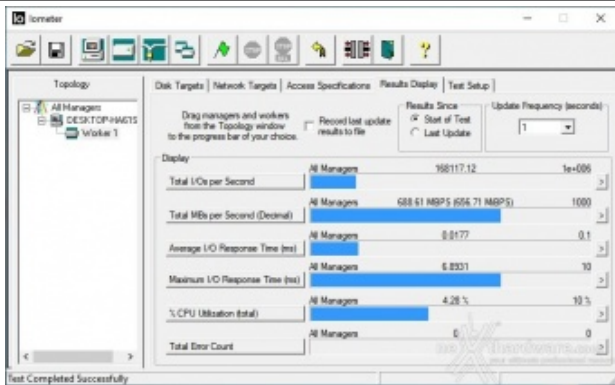 Iometer
Topology
All Managers
DESKTOP-HA6TS
Worker 1
Disk Targets | Network Targets | Access Specifications | Results Display | Test Setup
Drag managers and workers
from the Topology window
to the progress bar of your choice.
Record last update
results to file
Results Since
Start of Test
Last Update
Update Frequency (seconds)
1
Display
All Managers 168117.12 1e+006
Total I/Os per Second
All Managers 688.61 MBPS (656.71 MiBPS) 1000
Total MBs per Second (Decimal)
All Managers 0.0177 0.1
Average I/O Response Time (ms)
All Managers 6.8931 10
Maximum I/O Response Time (ms)
All Managers 4.28 % 10 %
% CPU Utilization (total)
All Managers 0 0
Total Error Count
Test Completed Successfully